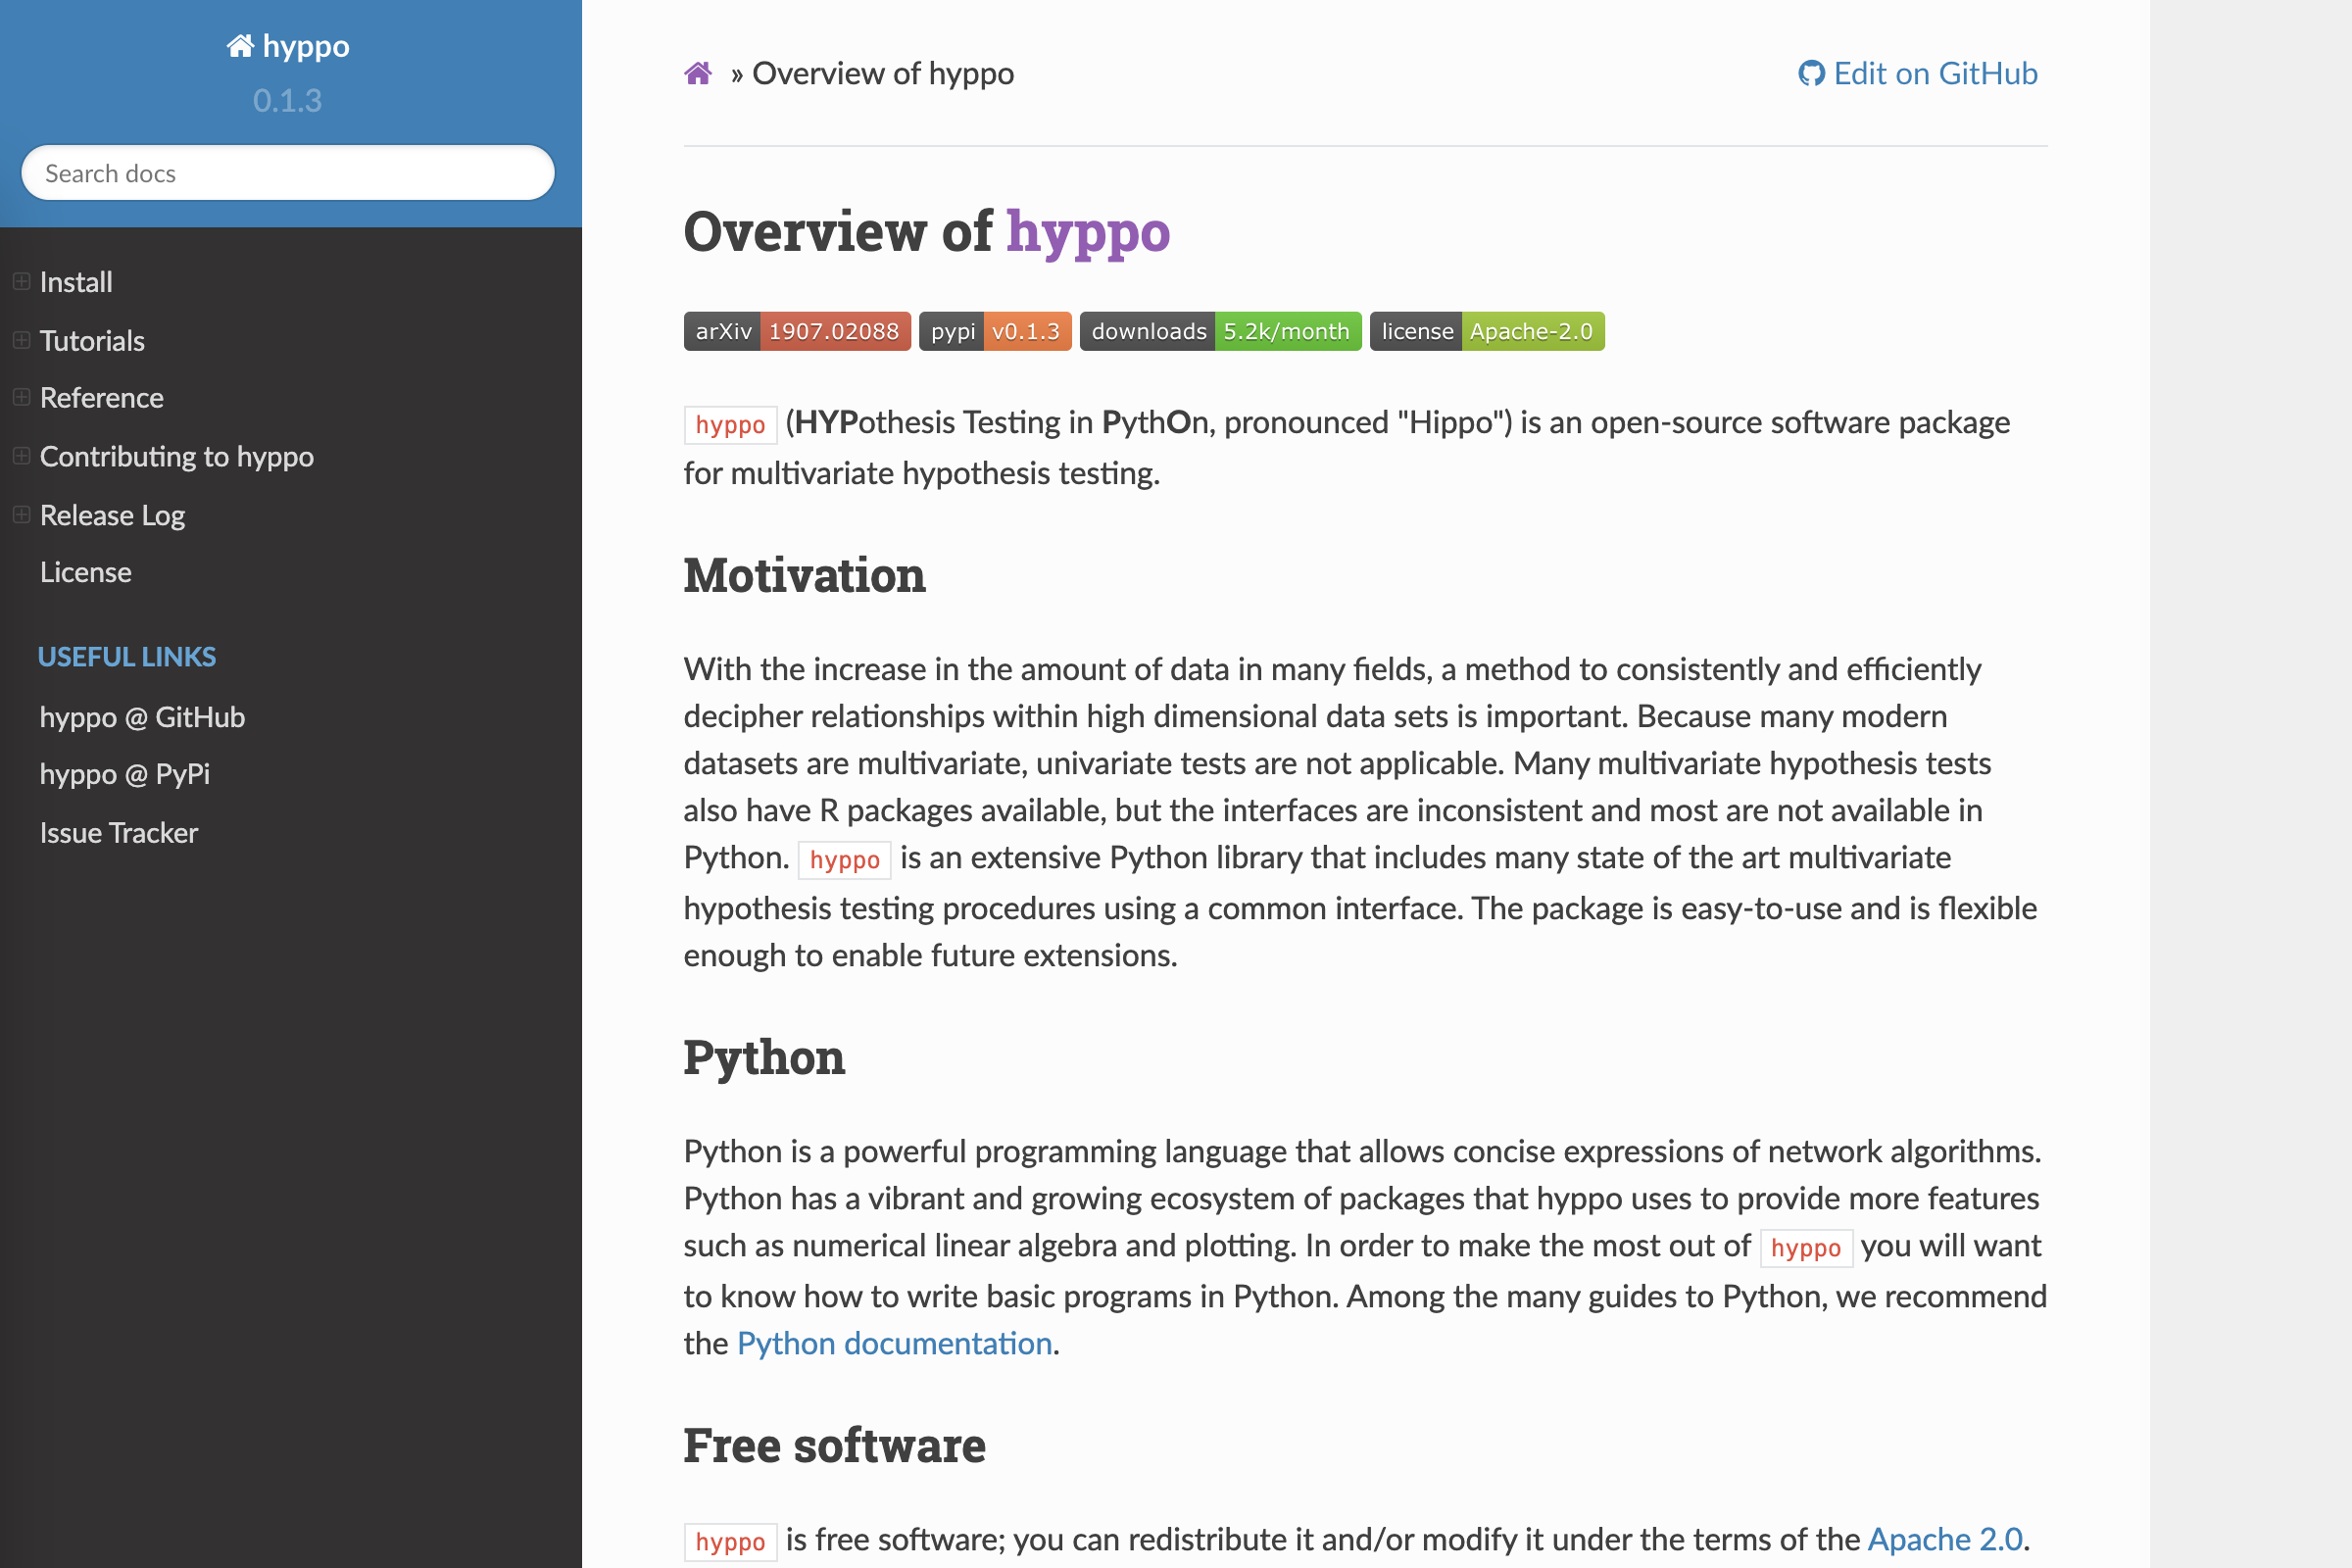 hyppo
0.1.3
Search docs
Install
Tutorials
Reference
Contributing to hyppo
Release Log
License
USEFUL LINKS
hyppo @ GitHub
hyppo @ PyPi
Issue Tracker
» Overview of hyppo
Edit on GitHub
Overview of hyppo
arXiv 1907.02088 pypi v0.1.3 downloads 5.2k/month license Apache-2.0
hyppo (HYPothesis Testing in PythOn, pronounced "Hippo") is an open-source software package
for multivariate hypothesis testing.
Motivation
With the increase in the amount of data in many fields, a method to consistently and efficiently
decipher relationships within high dimensional data sets is important. Because many modern
datasets are multivariate, univariate tests are not applicable. Many multivariate hypothesis tests
also have R packages available, but the interfaces are inconsistent and most are not available in
Python. hyppo is an extensive Python library that includes many state of the art multivariate
hypothesis testing procedures using a common interface. The package is easy-to-use and is flexible
enough to enable future extensions.
Python
Python is a powerful programming language that allows concise expressions of network algorithms.
Python has a vibrant and growing ecosystem of packages that hyppo uses to provide more features
such as numerical linear algebra and plotting. In order to make the most out of hyppo you will want
to know how to write basic programs in Python. Among the many guides to Python, we recommend
the Python documentation.
Free software
hyppo is free software; you can redistribute it and/or modify it under the terms of the Apache 2.0.